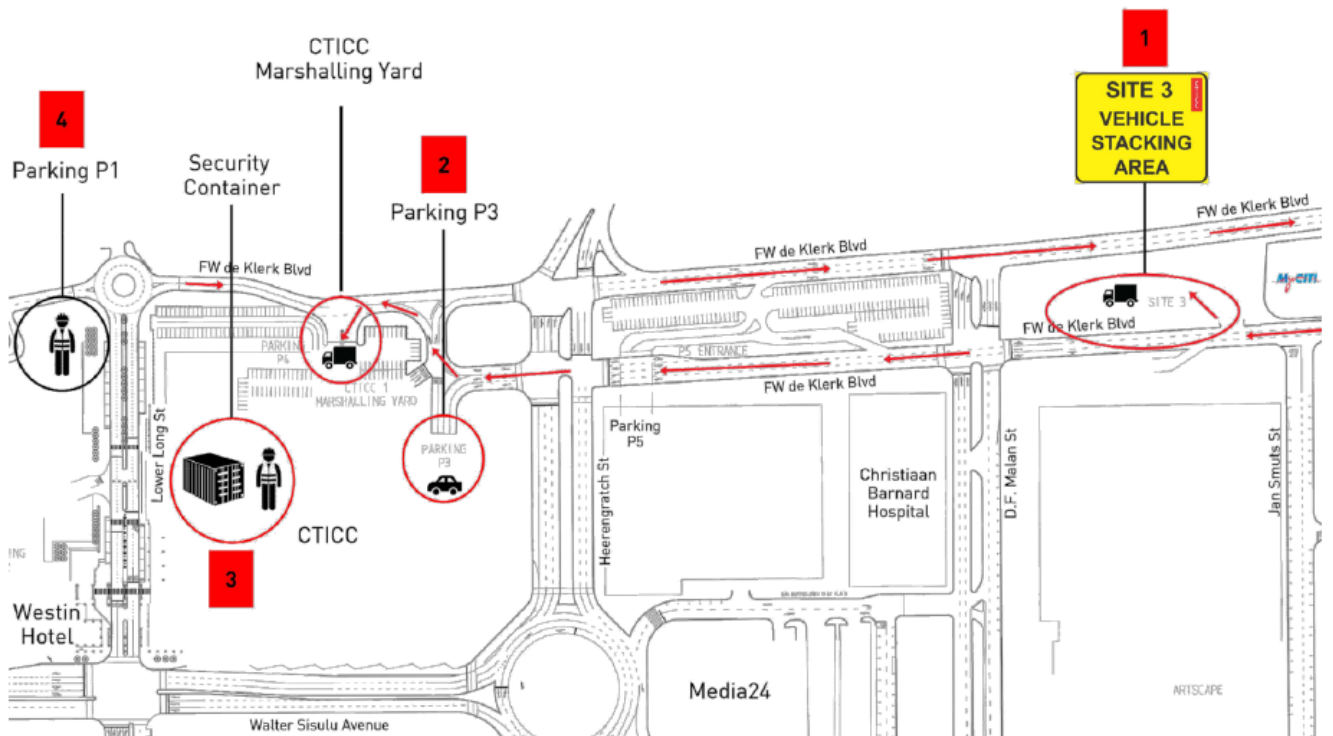 1
SITE 3
VEHICLE
STACKING
AREA
CTICC
Marshalling Yard
4
Parking P1
Security
Container
2
Parking P3
FW de Klerk Blvd
FW de Klerk Blvd
FW de Klerk Blvd
MyCiTi
SITE 3
FW de Klerk Blvd
PARKING
P4
P5 ENTRANCE
CTICC 1
MARSHALLING YARD
FW de Klerk Blvd
Parking
P5
PARKING
P3
Lower Long St
Heerengratch St
Christiaan
Barnard
Hospital
D.F. Malan St
Jan Smuts St
CTICC
3
Westin
Hotel
Media24
ARTSCAPE
Walter Sisulu Avenue